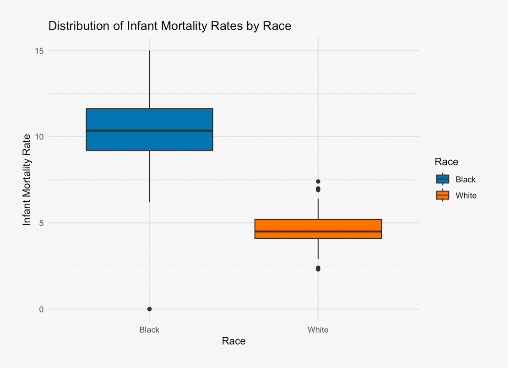 Distribution of Infant Mortality Rates by Race
15
10
5
0
Infant Mortality Rate
Black
White
Race
Race
Black
White